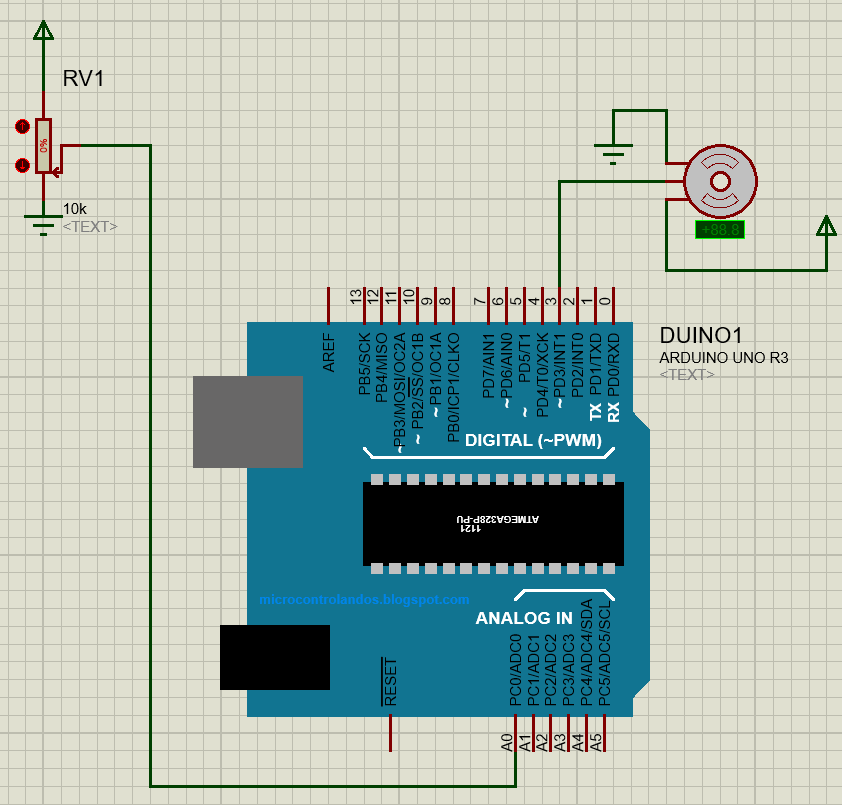 RV1
0%
10k
<TEXT>
+88.8
13
12
11
10
9
8
7
6
5
4
3
2
1
0
AREF
PB5/SCK
PB4/MISO
~PB3/MOSI/OC2A
~PB2/SS/OC1B
~PB1/OC1A
PB0/ICP1/CLKO
PD7/AIN1
~PD6/AIN0
~PD5/T1
PD4/T0/XCK
~PD3/INT1
PD2/INT0
TX PD1/TXD
RX PD0/RXD
DUINO1
ARDUINO UNO R3
<TEXT>
DIGITAL (~PWM)
ATMEGA328P-PU
1121
microcontrolandos.blogspot.com
ANALOG IN
RESET
PC0/ADC0
PC1/ADC1
PC2/ADC2
PC3/ADC3
PC4/ADC4/SDA
PC5/ADC5/SCL
A0
A1
A2
A3
A4
A5